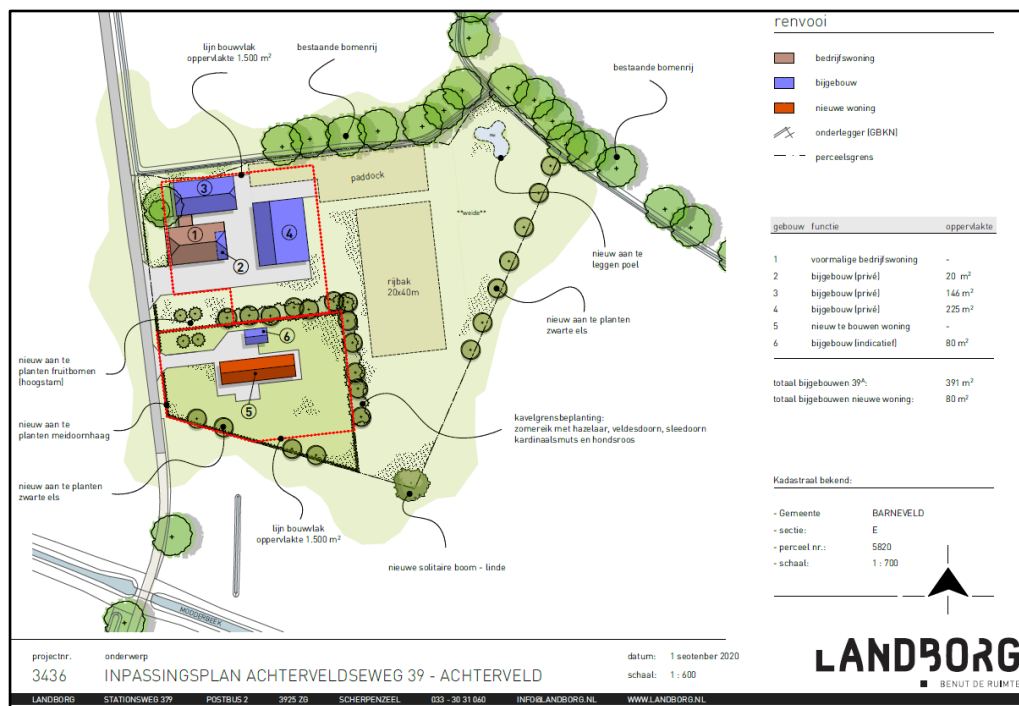 lijn bouwvlak
oppervlakte 1.500 m²
bestaande bomenrij
bestaande bomenrij
paddock
**weide**
3
1
2
4
rijbak
20x40m
nieuw aan te
leggen poel
nieuw aan te planten
zwarte els
6
5
nieuw aan te
planten fruitbomen
(hoogstam)
nieuw aan te
planten meidoornhaag
nieuw aan te planten
zwarte els
kavelgrensbeplanting:
zomereik met hazelaar, veldesdoorn, sleedoorn
kardinaalsmuts en hondsroos
lijn bouwvlak
oppervlakte 1.500 m²
nieuwe solitaire boom - linde
MODDERBEEK
renvooi
bedrijfswoning
bijgebouw
nieuwe woning
onderlegger (GBKN)
perceelsgrens
gebouw functie oppervlakte
1 voormalige bedrijfswoning -
2 bijgebouw (privé) 20 m²
3 bijgebouw (privé) 146 m²
4 bijgebouw (privé) 225 m²
5 nieuw te bouwen woning -
6 bijgebouw (indicatief) 80 m²
totaal bijgebouwen 39ᴬ: 391 m²
totaal bijgebouwen nieuwe woning: 80 m²
Kadastraal bekend:
- Gemeente BARNEVELD
- sectie: E
- perceel nr.: 5820
- schaal: 1 : 700
projectnr. onderwerp datum: 1 seotenber 2020
3436 INPASSINGSPLAN ACHTERVELDSEWEG 39 - ACHTERVELD schaal: 1 : 600
LANDBORG
BENUT DE RUIMTE
LANDBORG STATIONSWEG 379 POSTBUS 2 3925 ZG SCHERPENZEEL 033 - 30 31 060 INFO@LANDBORG.NL WWW.LANDBORG.NL